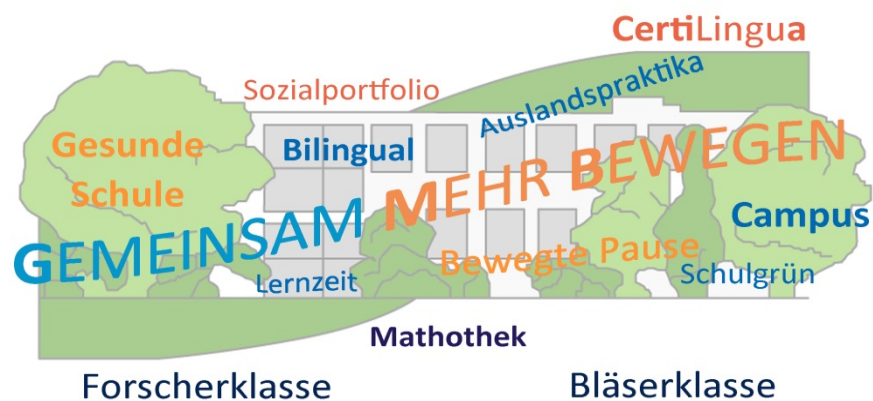 CertiLingua
Sozialportfolio
Auslandspraktika
Gesunde
Schule
Bilingual
GEMEINSAM MEHR BEWEGEN
Campus
Bewegte Pause
Lernzeit
Schulgrün
Mathothek
Forscherklasse
Bläserklasse